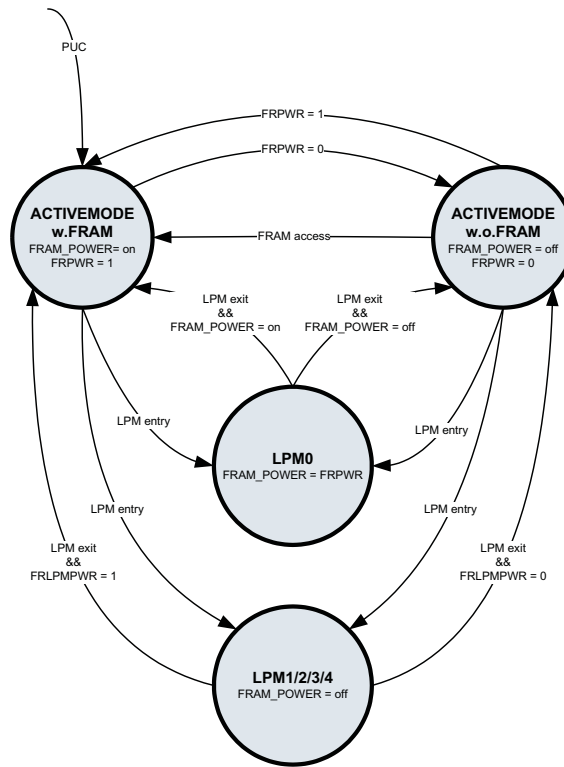 PUC
FRPWR = 1
FRPWR = 0
ACTIVEMODE
w.FRAM
FRAM_POWER= on
FRPWR = 1
FRAM access
ACTIVEMODE
w.o.FRAM
FRAM_POWER = off
FRPWR = 0
LPM exit
&&
FRAM_POWER = on
LPM exit
&&
FRAM_POWER = off
LPM entry
LPM entry
LPM0
FRAM_POWER = FRPWR
LPM entry
LPM entry
LPM exit
&&
FRLPMPWR = 1
LPM exit
&&
FRLPMPWR = 0
LPM1/2/3/4
FRAM_POWER = off